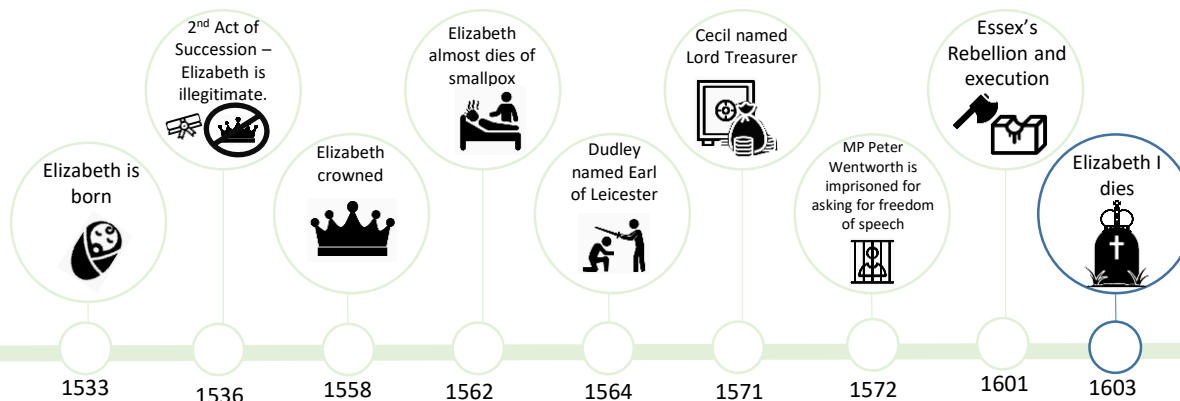 Elizabeth is
born
2nd Act of
Succession –
Elizabeth is
illegitimate.
Elizabeth
crowned
Elizabeth
almost dies of
smallpox
Dudley
named Earl
of Leicester
Cecil named
Lord Treasurer
MP Peter
Wentworth is
imprisoned for
asking for freedom
of speech
Essex’s
Rebellion and
execution
Elizabeth I
dies
1533
1536
1558
1562
1564
1571
1572
1601
1603